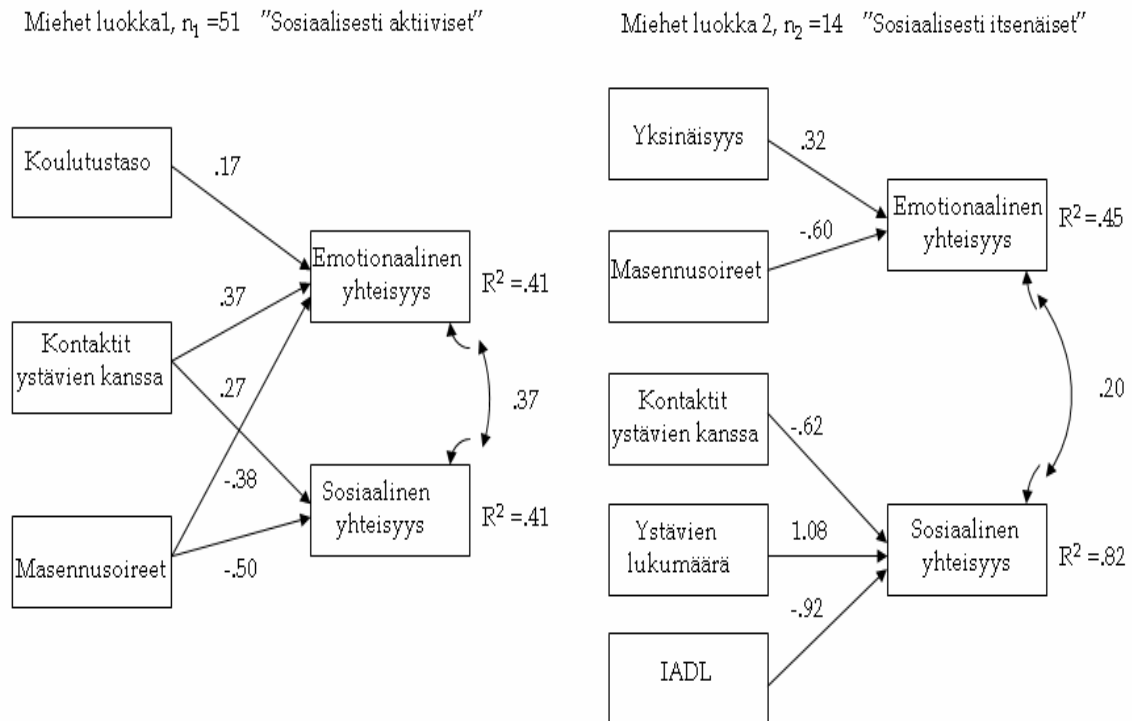 Miehet luokka1, n1 =51 "Sosiaalisesti aktiiviset"
Koulutustaso
.17
Emotionaalinen
yhteisyys
R2 =.41
.37
Kontaktit
ystävien kanssa
.27
.37
-.38
Sosiaalinen
yhteisyys
R2 =.41
Masennusoireet
-.50
Miehet luokka 2, n2 =14 "Sosiaalisesti itsenäiset"
Yksinäisyys
.32
Emotionaalinen
yhteisyys
R2 =.45
-.60
Masennusoireet
Kontaktit
ystävien kanssa
-.62
.20
Ystävien
lukumäärä
1.08
Sosiaalinen
yhteisyys
R2 =.82
-.92
IADL